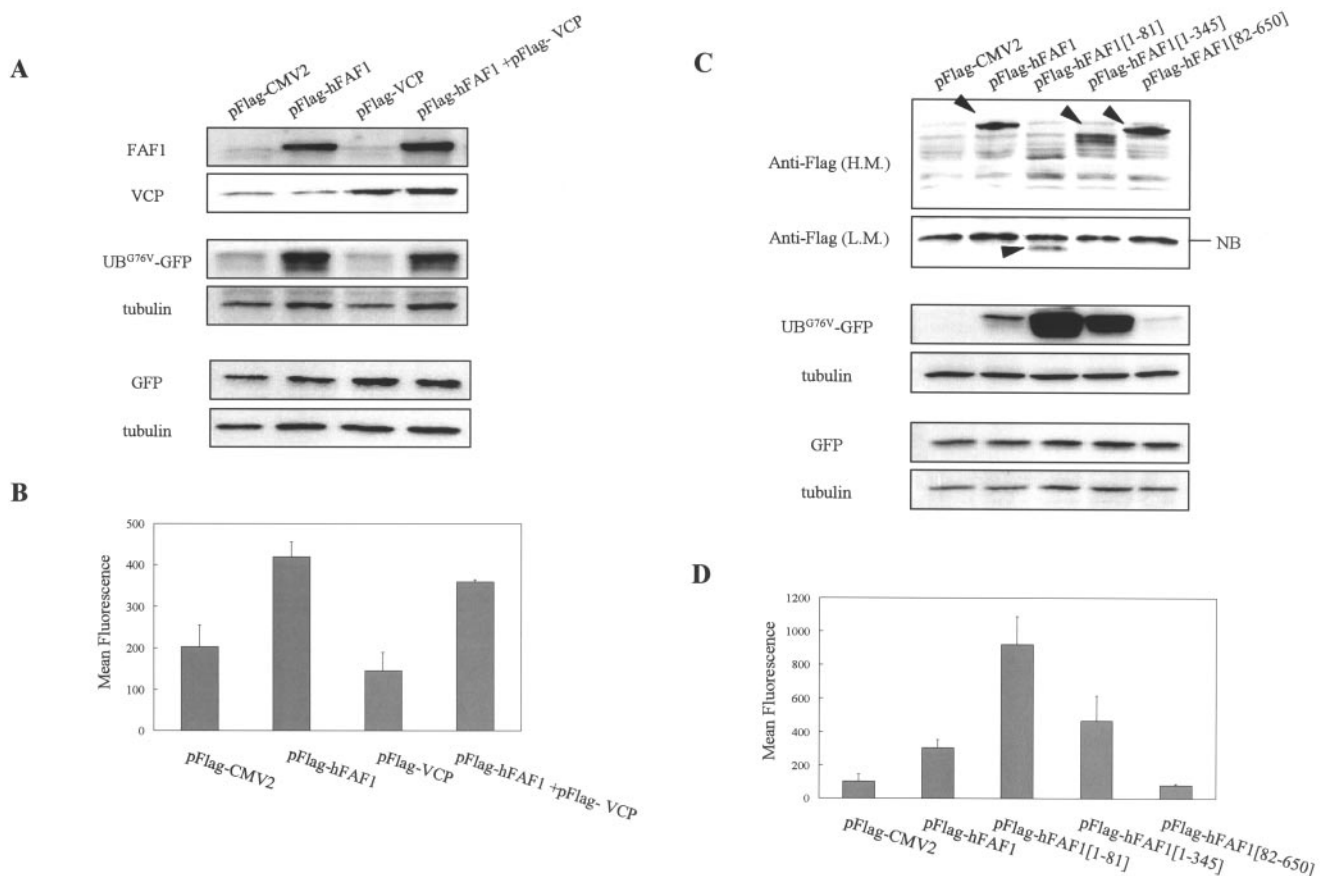 A
pFlag-CMV2
pFlag-hFAF1
pFlag-VCP
pFlag-hFAF1 +pFlag- VCP
FAF1
VCP
UB^G76V-GFP
tubulin
GFP
tubulin
B
Mean Fluorescence
500
400
300
200
100
0
pFlag-CMV2
pFlag-hFAF1
pFlag-VCP
pFlag-hFAF1 +pFlag- VCP
C
pFlag-CMV2
pFlag-hFAF1
pFlag-hFAF1[1-81]
pFlag-hFAF1[1-345]
pFlag-hFAF1[82-650]
Anti-Flag (H.M.)
Anti-Flag (L.M.)
NB
UB^G76V-GFP
tubulin
GFP
tubulin
D
Mean Fluorescence
1200
1000
800
600
400
200
0
pFlag-CMV2
pFlag-hFAF1
pFlag-hFAF1[1-81]
pFlag-hFAF1[1-345]
pFlag-hFAF1[82-650]